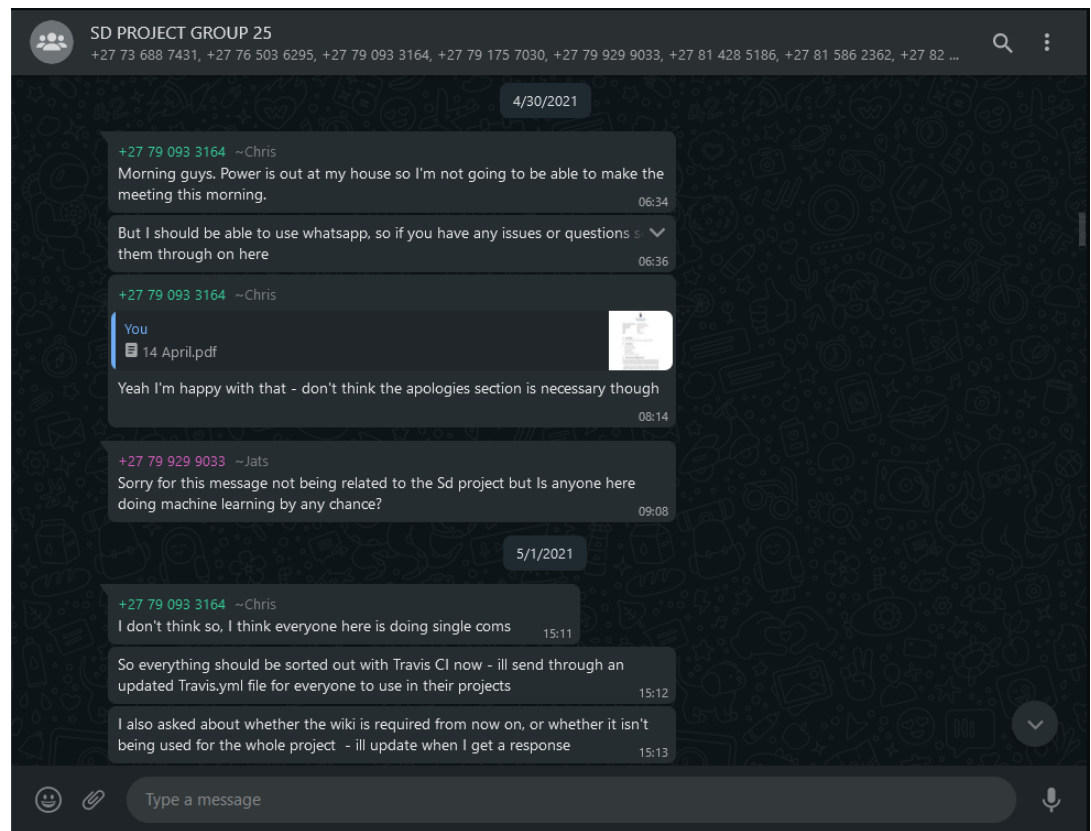 SD PROJECT GROUP 25
+27 73 688 7431, +27 76 503 6295, +27 79 093 3164, +27 79 175 7030, +27 79 929 9033, +27 81 428 5186, +27 81 586 2362, +27 82 ...
4/30/2021
+27 79 093 3164 ~Chris
Morning guys. Power is out at my house so I'm not going to be able to make the
meeting this morning.
06:34
But I should be able to use whatsapp, so if you have any issues or questions
them through on here
06:36
+27 79 093 3164 ~Chris
You
14 April.pdf
Yeah I'm happy with that - don't think the apologies section is necessary though
08:14
+27 79 929 9033 ~Jats
Sorry for this message not being related to the Sd project but Is anyone here
doing machine learning by any chance?
09:08
5/1/2021
+27 79 093 3164 ~Chris
I don't think so, I think everyone here is doing single coms
15:11
So everything should be sorted out with Travis CI now - ill send through an
updated Travis.yml file for everyone to use in their projects
15:12
I also asked about whether the wiki is required from now on, or whether it isn't
being used for the whole project - ill update when I get a response
15:13
Type a message